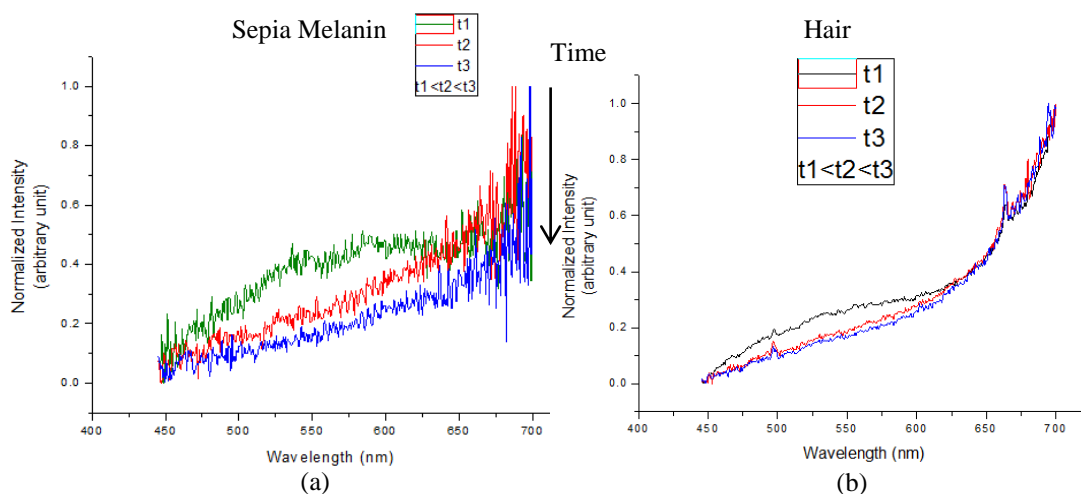 Sepia Melanin
t1
t2
t3
t1<t2<t3
Normalized Intensity
(arbitrary unit)
1.0
0.8
0.6
0.4
0.2
0.0
400
450
500
550
600
650
700
Wavelength (nm)
(a)
Time
Hair
t1
t2
t3
t1<t2<t3
Normalized Intensity
(arbitrary unit)
1.0
0.8
0.6
0.4
0.2
0.0
400
450
500
550
600
650
700
Wavelength (nm)
(b)